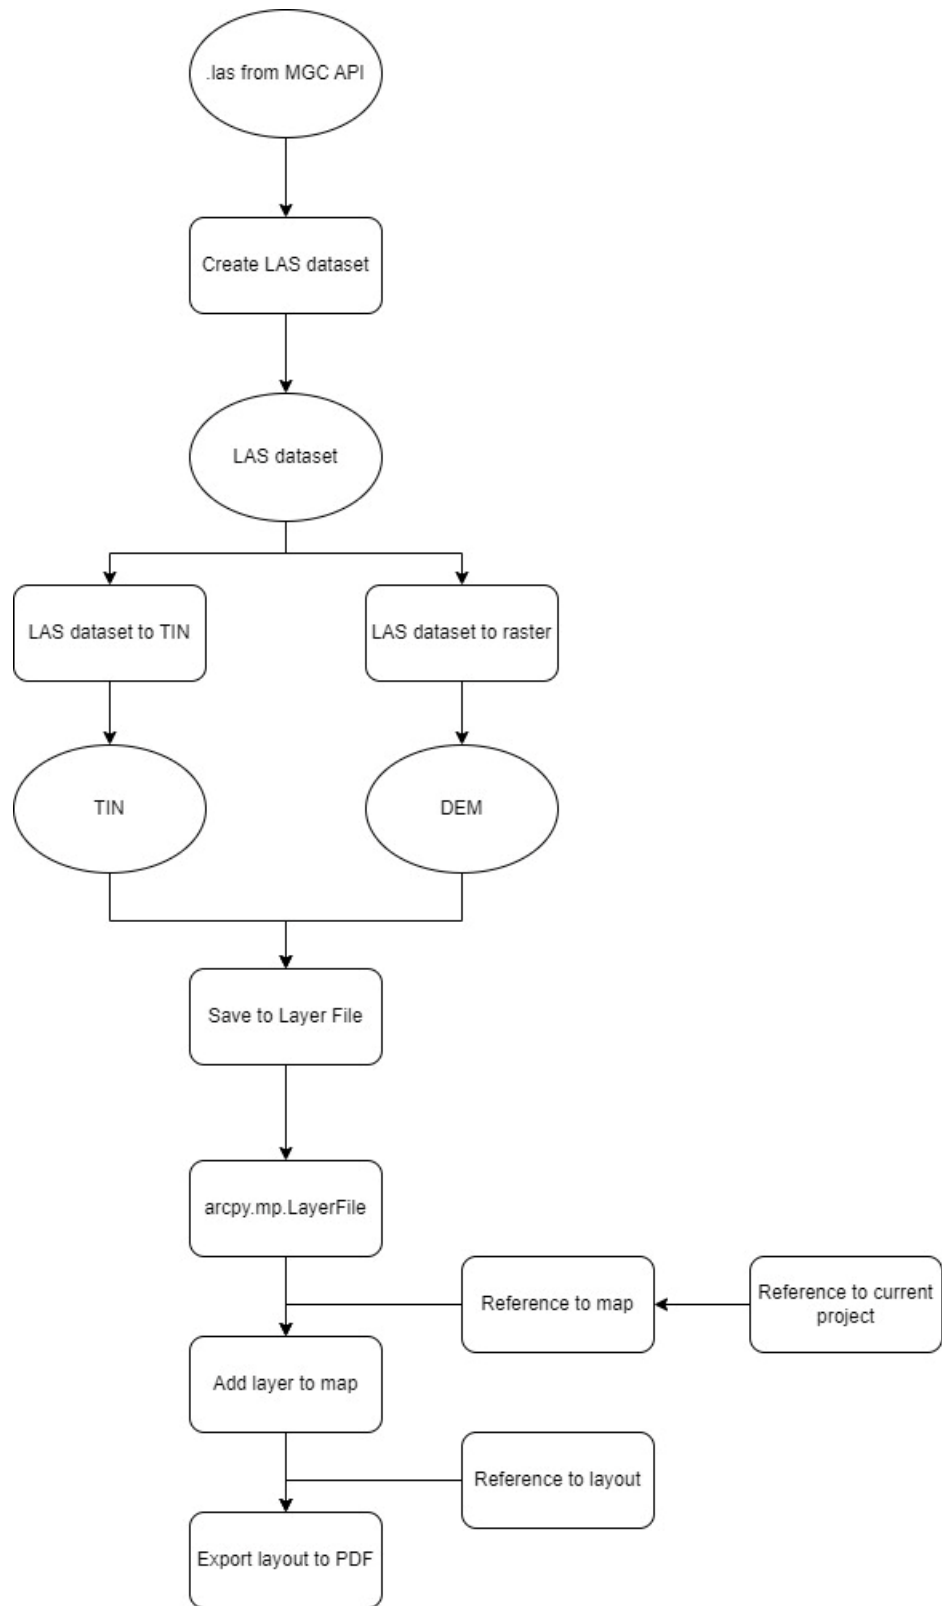 .las from MGC API
Create LAS dataset
LAS dataset
LAS dataset to TIN
LAS dataset to raster
TIN
DEM
Save to Layer File
arcpy.mp.LayerFile
Reference to map
Reference to current
project
Add layer to map
Reference to layout
Export layout to PDF